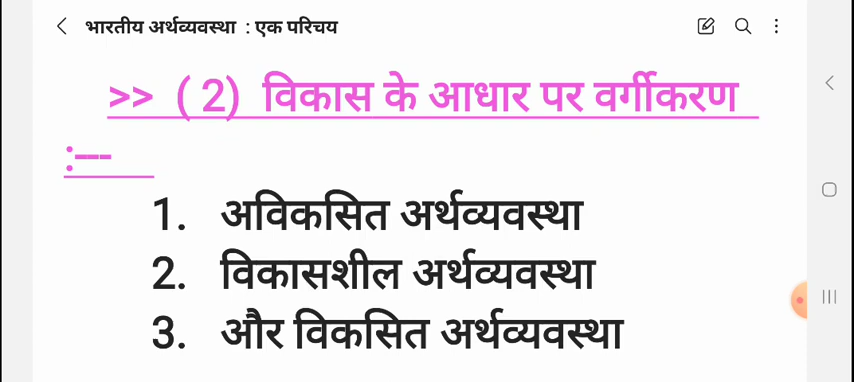 भारतीय अर्थव्यवस्था : एक परिचय
>> ( 2) विकास के आधार पर वर्गीकरण
:---
1. अविकसित अर्थव्यवस्था
2. विकासशील अर्थव्यवस्था
3. और विकसित अर्थव्यवस्था